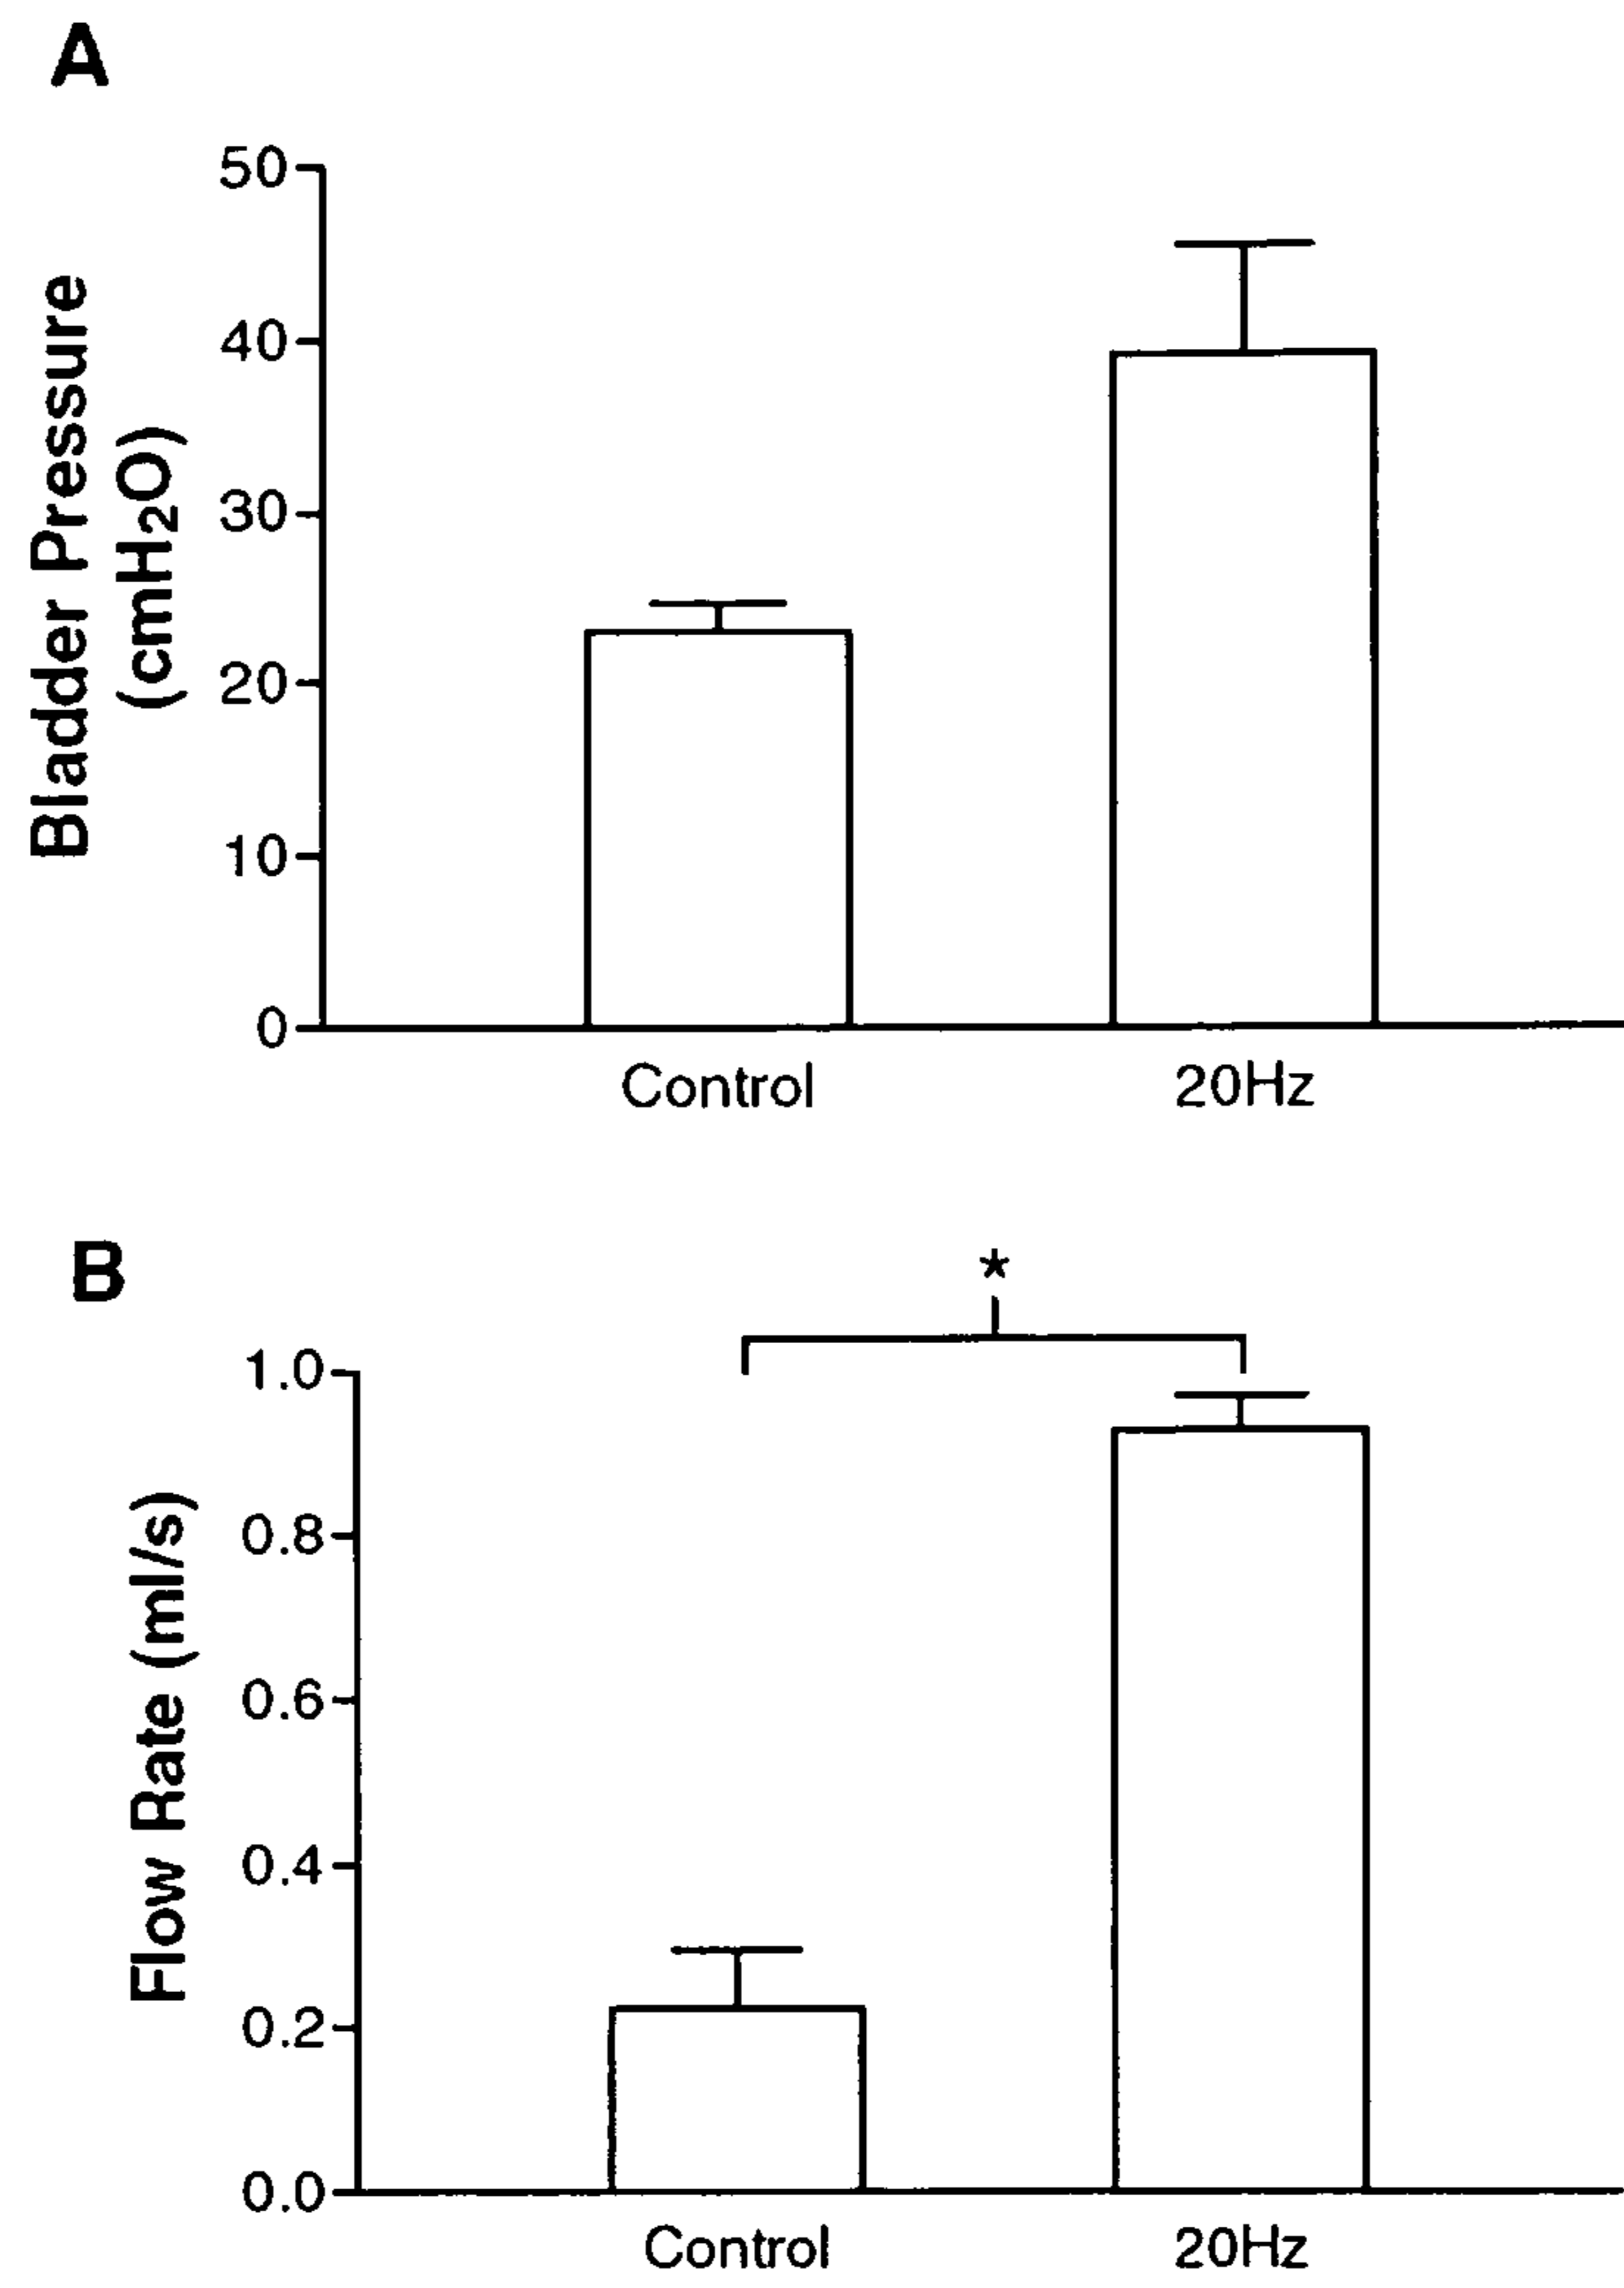 A
50
40
30
20
10
0
Bladder Pressure
(cmH₂O)
Control 20Hz
B
*
1.0
0.8
0.6
0.4
0.2
0.0
Flow Rate (ml/s)
Control 20Hz